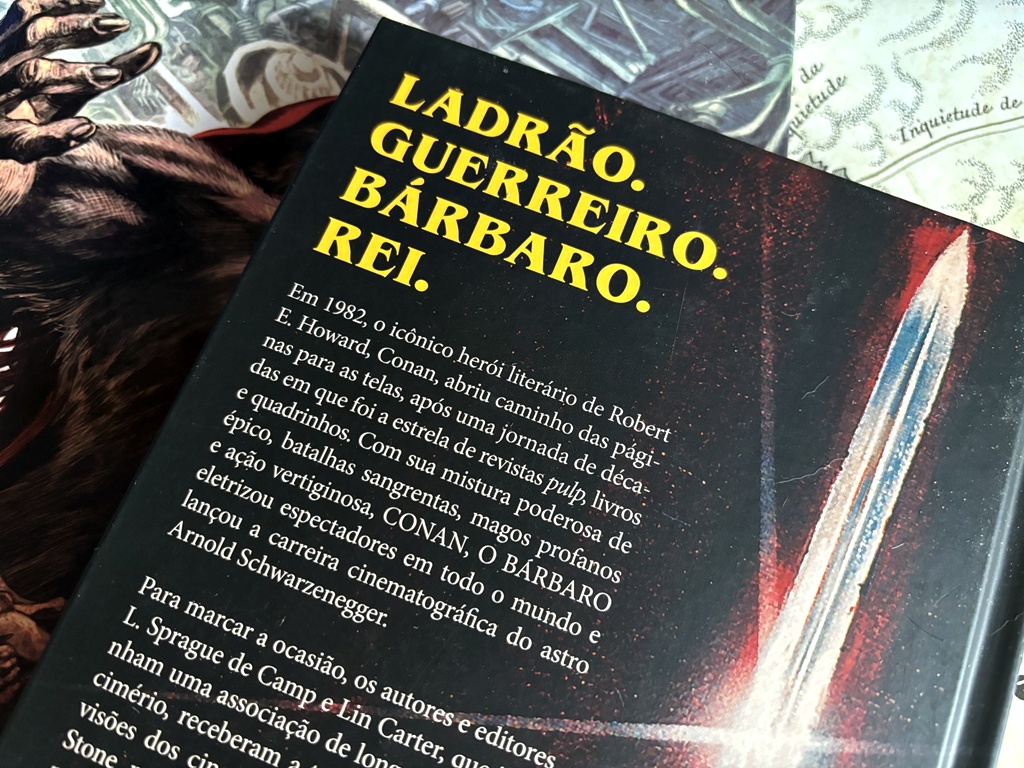 LADRÃO.
GUERREIRO.
BÁRBARO.
REI.
Em 1982, o icônico herói literário de Robert
E. Howard, Conan, abriu caminho das pági-
nas para as telas, após uma jornada de déca-
das em que foi a estrela de revistas pulp, livros
e quadrinhos. Com sua mistura poderosa de
épico, batalhas sangrentas, magos profanos
e ação vertiginosa, CONAN, O BÁRBARO
eletrizou espectadores em todo o mundo e
lançou a carreira cinematográfica do astro
Arnold Schwarzenegger.
Para marcar a ocasião, os autores e editores
L. Sprague de Camp e Lin Carter, que
nham uma associação de
cimério, receberam a
visões dos
Stone
da
Inquietude de